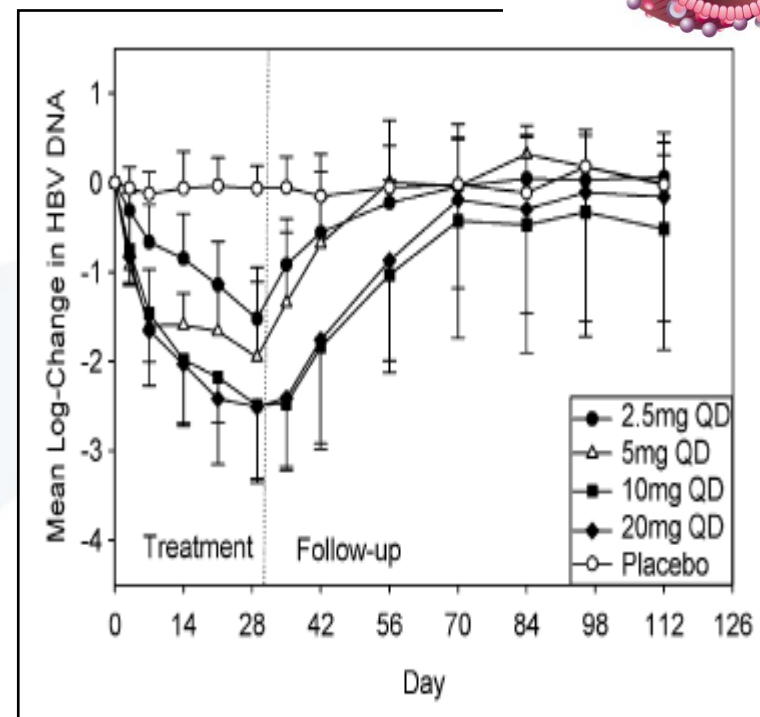 Mean Log-Change in HBV DNA
1
0
-1
-2
-3
-4
Treatment
Follow-up
2.5mg QD
5mg QD
10mg QD
20mg QD
Placebo
0 14 28 42 56 70 84 98 112 126
Day